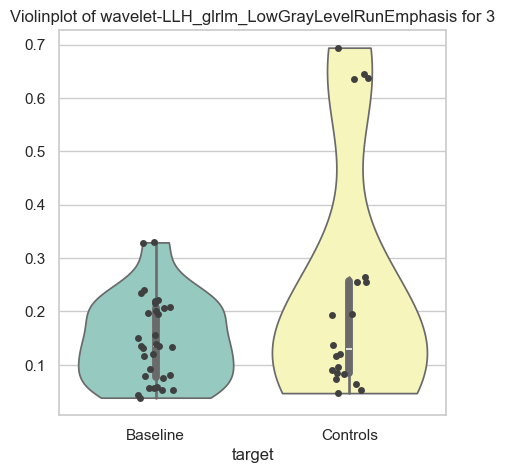 Violinplot of wavelet-LLH_glrlm_LowGrayLevelRunEmphasis for 3
0.7
0.6
0.5
0.4
0.3
0.2
0.1
Baseline Controls
target